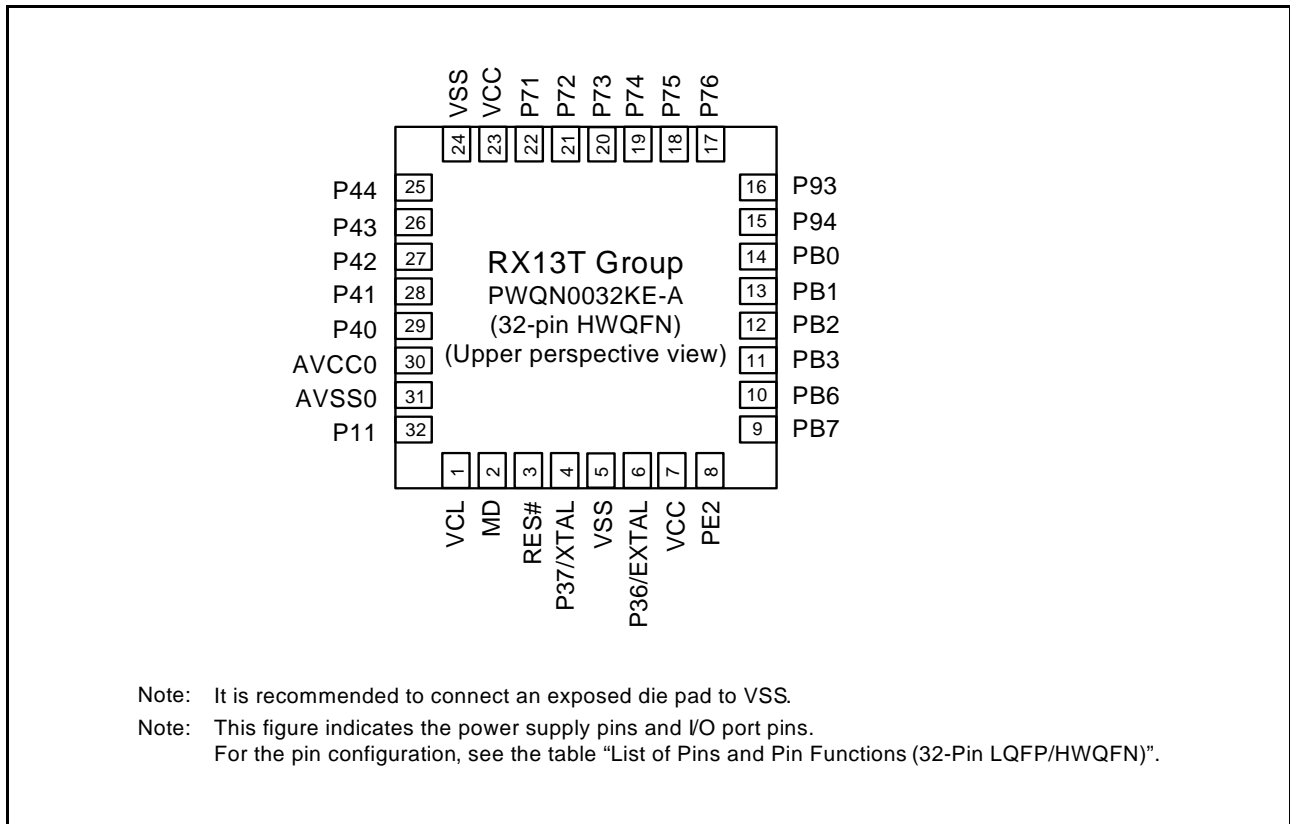 VSS
VCC
P71
P72
P73
P74
P75
P76
24
23
22
21
20
19
18
17
P44 25
P43 26
P42 27
P41 28
P40 29
AVCC0 30
AVSS0 31
P11 32
RX13T Group
PWQN0032KE-A
(32-pin HWQFN)
(Upper perspective view)
16 P93
15 P94
14 PB0
13 PB1
12 PB2
11 PB3
10 PB6
9 PB7
1
2
3
4
5
6
7
8
VCL
MD
RES#
P37/XTAL
VSS
P36/EXTAL
VCC
PE2
Note: It is recommended to connect an exposed die pad to VSS.
Note: This figure indicates the power supply pins and I/O port pins.
For the pin configuration, see the table “List of Pins and Pin Functions (32-Pin LQFP/HWQFN)”.